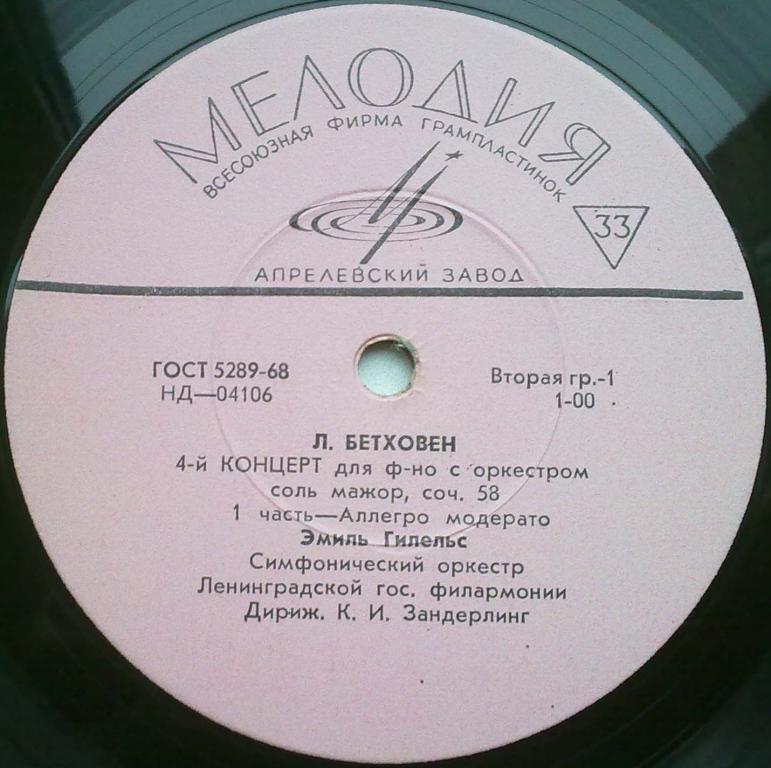 МЕЛОДИЯ
ВСЕСОЮЗНАЯ ФИРМА ГРАМПЛАСТИНОК
33
АПРЕЛЕВСКИЙ ЗАВОД
ГОСТ 5289-68 Вторая гр.-1
НД—04106 1-00
Л. БЕТХОВЕН
4-й КОНЦЕРТ для ф-но с оркестром
соль мажор, соч. 58
1 часть—Аллегро модерато
Эмиль Гилельс
Симфонический оркестр
Ленинградской гос. филармонии
Дириж. К. И. Зандерлинг